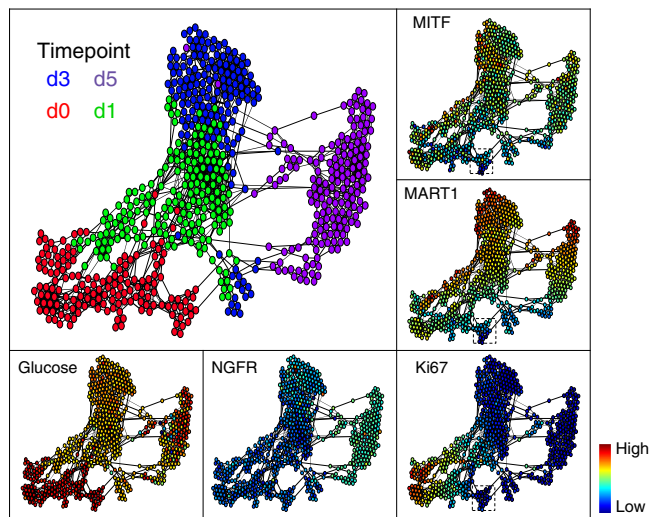 Timepoint
d3 d5
d0 d1
MITF
MART1
Glucose
NGFR
Ki67
High
Low